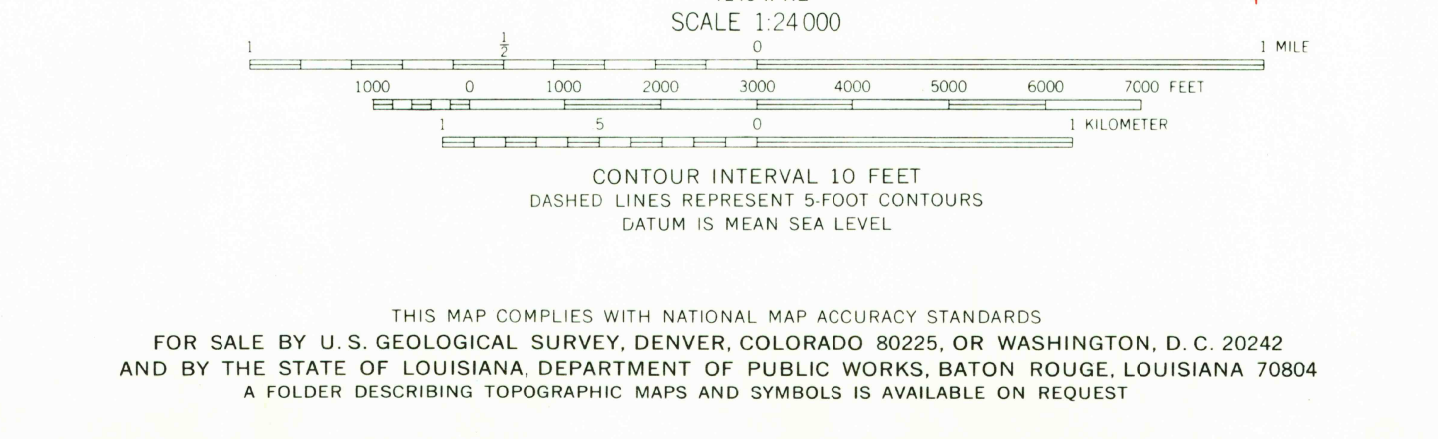 SCALE 1:24 000
1 1/2 0 1 MILE
1000 0 1000 2000 3000 4000 5000 6000 7000 FEET
1 5 0 1 KILOMETER
CONTOUR INTERVAL 10 FEET
DASHED LINES REPRESENT 5-FOOT CONTOURS
DATUM IS MEAN SEA LEVEL
THIS MAP COMPLIES WITH NATIONAL MAP ACCURACY STANDARDS
FOR SALE BY U. S. GEOLOGICAL SURVEY, DENVER, COLORADO 80225, OR WASHINGTON, D. C. 20242
AND BY THE STATE OF LOUISIANA, DEPARTMENT OF PUBLIC WORKS, BATON ROUGE, LOUISIANA 70804
A FOLDER DESCRIBING TOPOGRAPHIC MAPS AND SYMBOLS IS AVAILABLE ON REQUEST